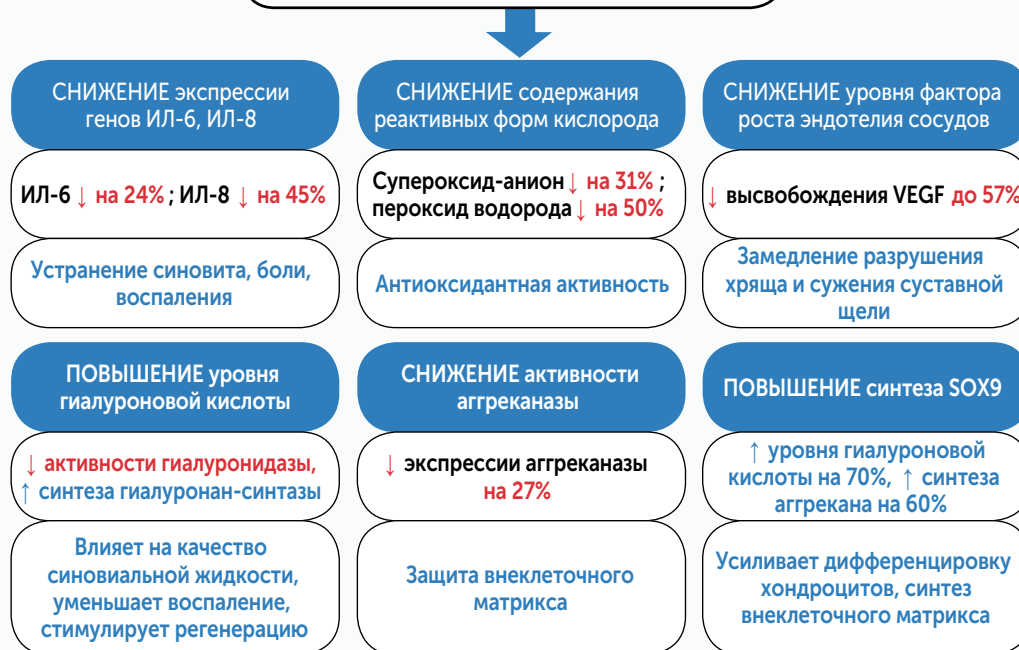 СНИЖЕНИЕ экспрессии
генов ИЛ-6, ИЛ-8
ИЛ-6 ↓ на 24% ; ИЛ-8 ↓ на 45%
Устранение синовита, боли,
воспаления
СНИЖЕНИЕ содержания
реактивных форм кислорода
Супероксид-анион ↓ на 31% ;
пероксид водорода ↓ на 50%
Антиоксидантная активность
СНИЖЕНИЕ уровня фактора
роста эндотелия сосудов
↓ высвобождения VEGF до 57%
Замедление разрушения
хряща и сужения суставной
щели
ПОВЫШЕНИЕ уровня
гиалуроновой кислоты
↓ активности гиалуронидазы,
↑ синтеза гиалуронан-синтазы
Влияет на качество
синовиальной жидкости,
уменьшает воспаление,
стимулирует регенерацию
СНИЖЕНИЕ активности
аггреканазы
↓ экспрессии аггреканазы
на 27%
Защита внеклеточного
матрикса
ПОВЫШЕНИЕ синтеза SOX9
↑ уровня гиалуроновой
кислоты на 70%, ↑ синтеза
аггрекана на 60%
Усиливает дифференцировку
хондроцитов, синтез
внеклеточного матрикса